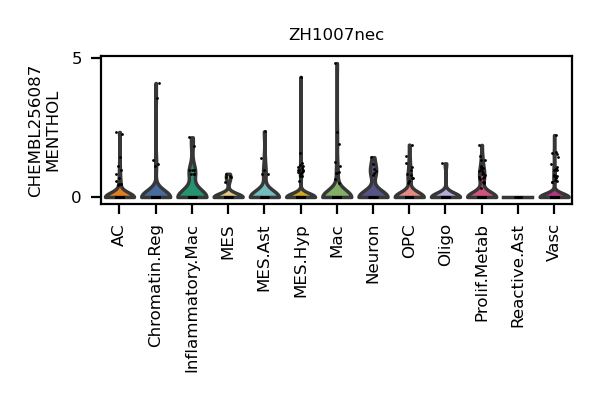 ZH1007nec
CHEMBL256087
MENTHOL
5
0
AC
Chromatin.Reg
Inflammatory.Mac
MES
MES.Ast
MES.Hyp
Mac
Neuron
OPC
Oligo
Prolif.Metab
Reactive.Ast
Vasc